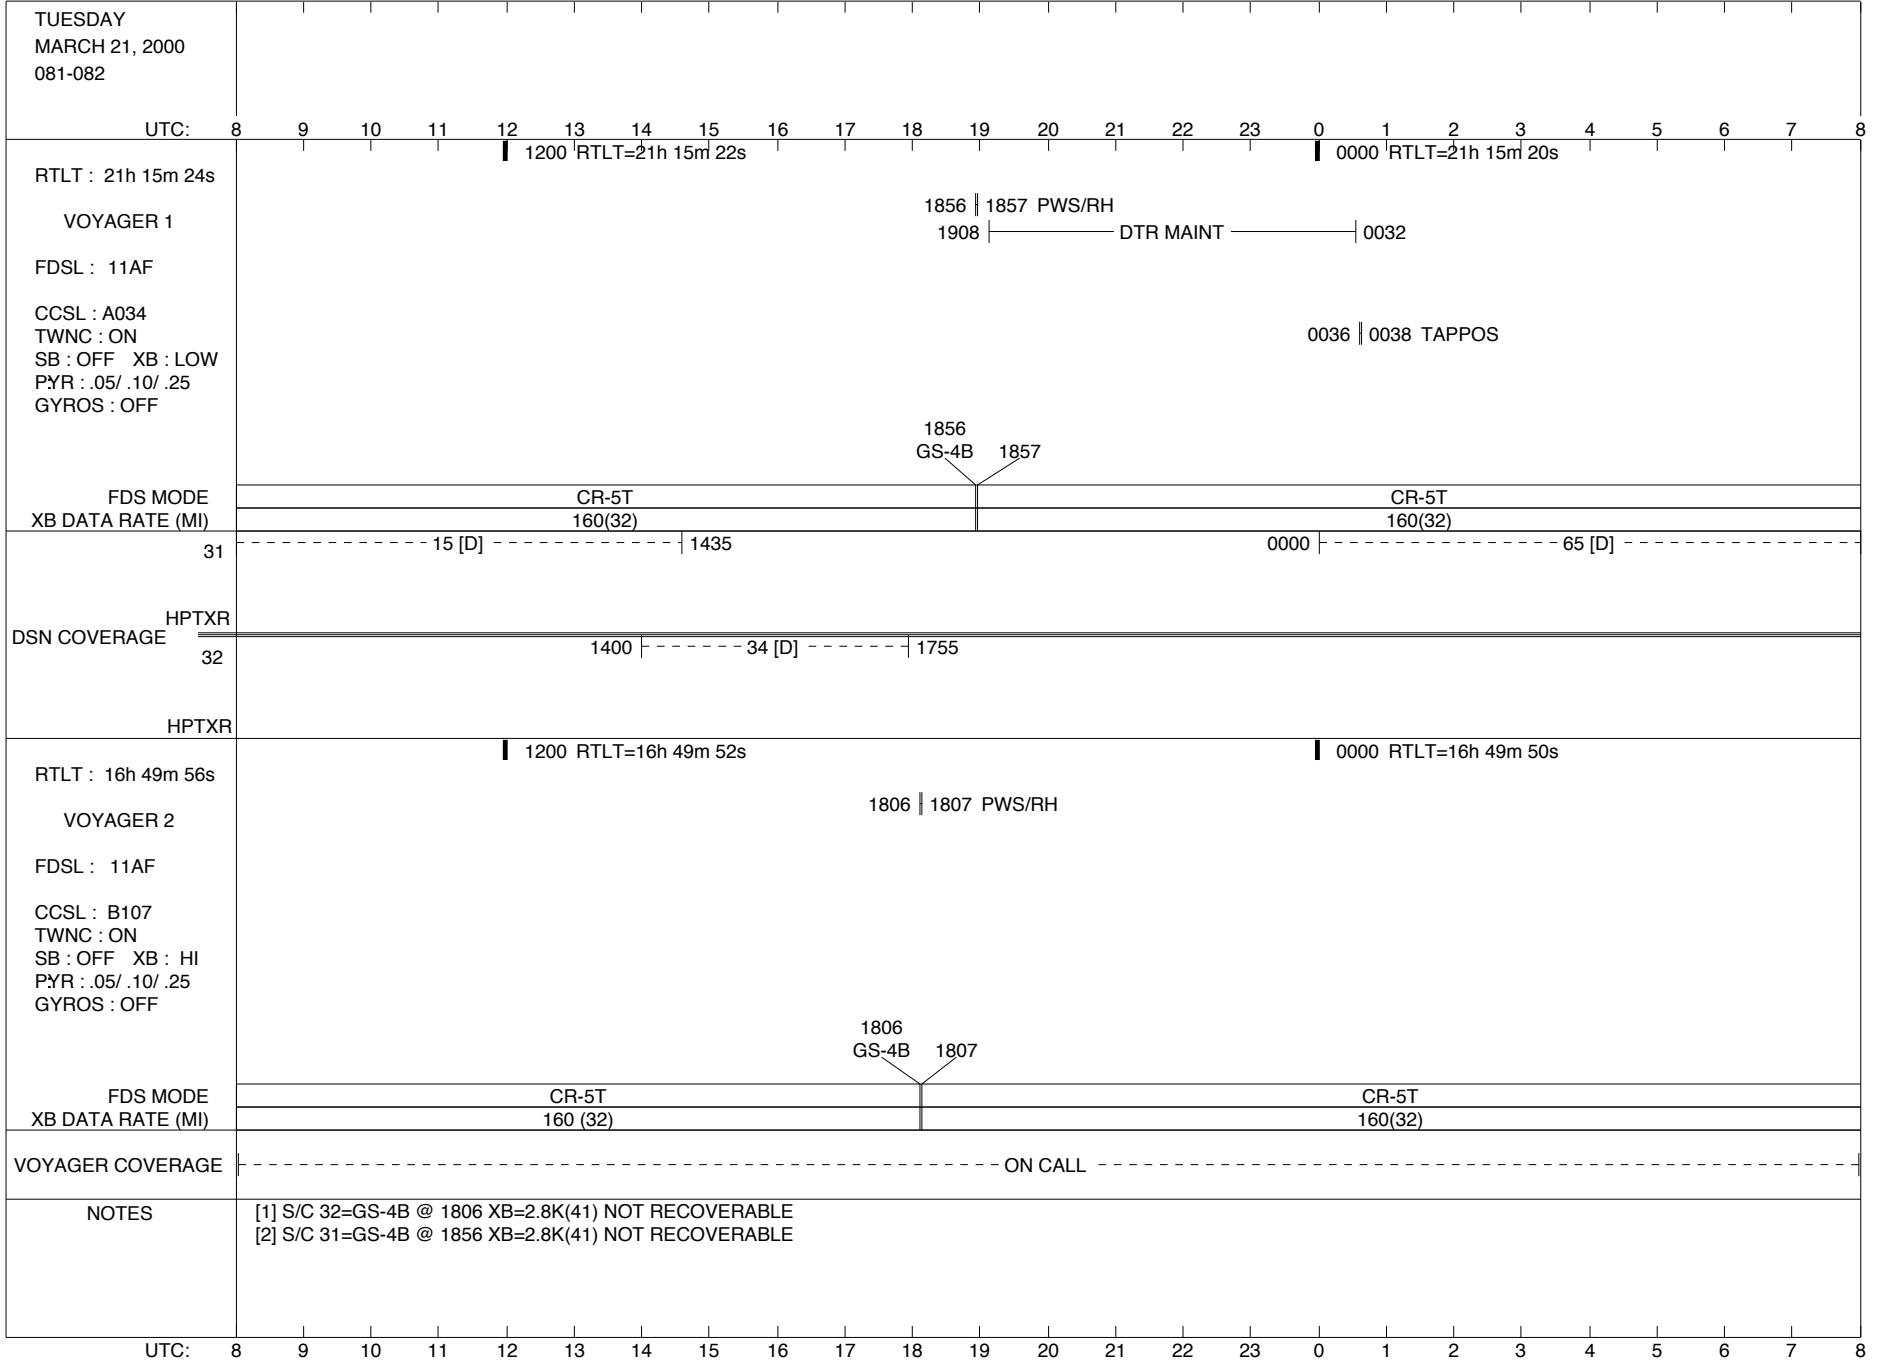 TUESDAY
MARCH 21, 2000
081-082
UTC: 8 9 10 11 12 13 14 15 16 17 18 19 20 21 22 23 0 1 2 3 4 5 6 7 8
1200 RTLT=21h 15m 22s 0000 RTLT=21h 15m 20s
RTLT : 21h 15m 24s
1856 1857 PWS/RH
VOYAGER 1
1908 DTR MAINT 0032
FDSL : 11AF
CCSL : A034
TWNC : ON
0036 0038 TAPPOS
SB : OFF XB : LOW
P:YR : .05/ .10/ .25
GYROS : OFF
1856
GS-4B 1857
FDS MODE CR-5T CR-5T
XB DATA RATE (MI) 160(32) 160(32)
31 15 [D] 1435 0000 65 [D]
HPTXR
DSN COVERAGE
32 1400 34 [D] 1755
HPTXR
1200 RTLT=16h 49m 52s 0000 RTLT=16h 49m 50s
RTLT : 16h 49m 56s
1806 1807 PWS/RH
VOYAGER 2
FDSL : 11AF
CCSL : B107
TWNC : ON
SB : OFF XB : HI
P:YR : .05/ .10/ .25
GYROS : OFF
1806
GS-4B 1807
FDS MODE CR-5T CR-5T
XB DATA RATE (MI) 160 (32) 160(32)
VOYAGER COVERAGE ON CALL
NOTES [1] S/C 32=GS-4B @ 1806 XB=2.8K(41) NOT RECOVERABLE
[2] S/C 31=GS-4B @ 1856 XB=2.8K(41) NOT RECOVERABLE
UTC: 8 9 10 11 12 13 14 15 16 17 18 19 20 21 22 23 0 1 2 3 4 5 6 7 8